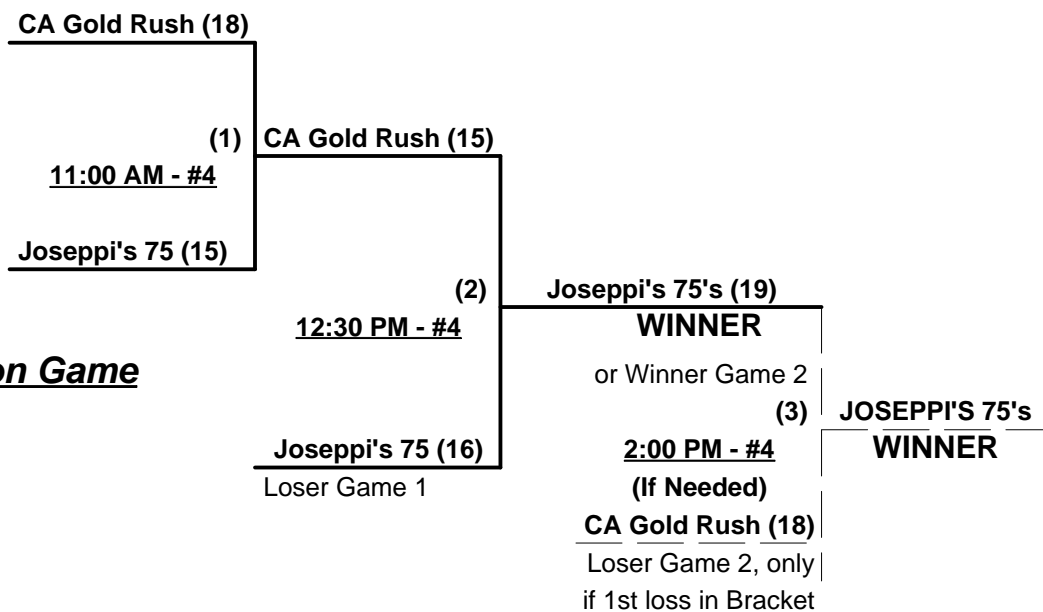 CA Gold Rush (18)
(1)
CA Gold Rush (15)
11:00 AM - #4
Joseppi's 75 (15)
(2)
Joseppi's 75's (19)
12:30 PM - #4
WINNER
on Game
or Winner Game 2
(3)
JOSEPPI'S 75's
Joseppi's 75 (16)
2:00 PM - #4
WINNER
Loser Game 1
(If Needed)
CA Gold Rush (18)
Loser Game 2, only
if 1st loss in Bracket